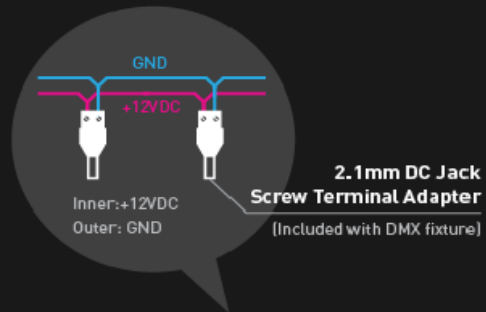 GND
+12VDC
2.1mm DC Jack
Screw Terminal Adapter
Inner:+12VDC
Outer: GND
(Included with DMX fixture)